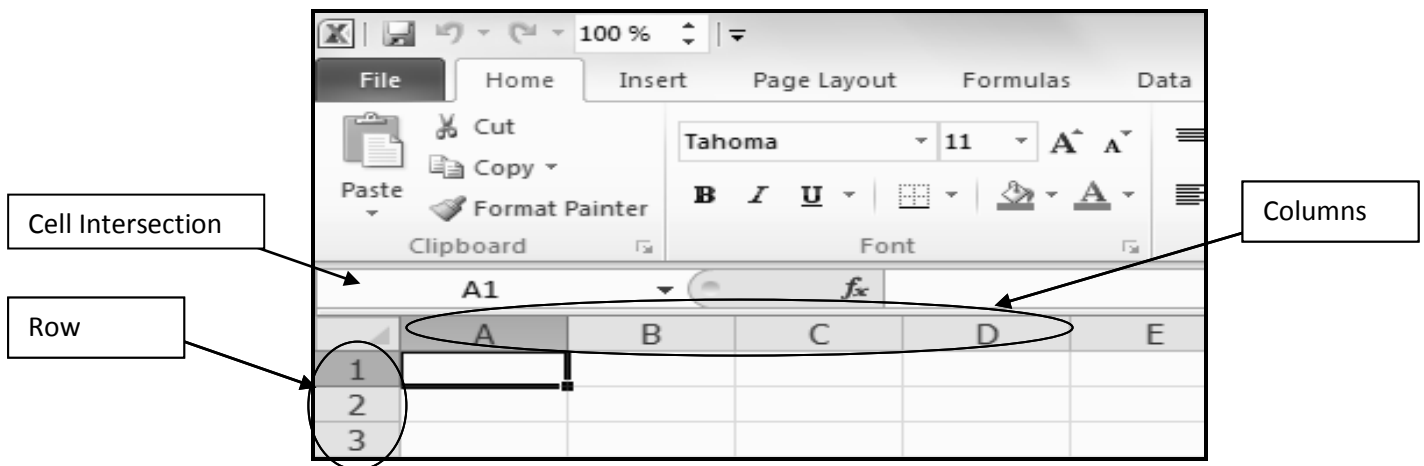 100 %
File Home Insert Page Layout Formulas Data
Cut
Copy
Paste
Format Painter
Clipboard
Tahoma 11 A A
B I U A
Font
Cell Intersection
Columns
A1 fx
Row
A B C D E
1
2
3